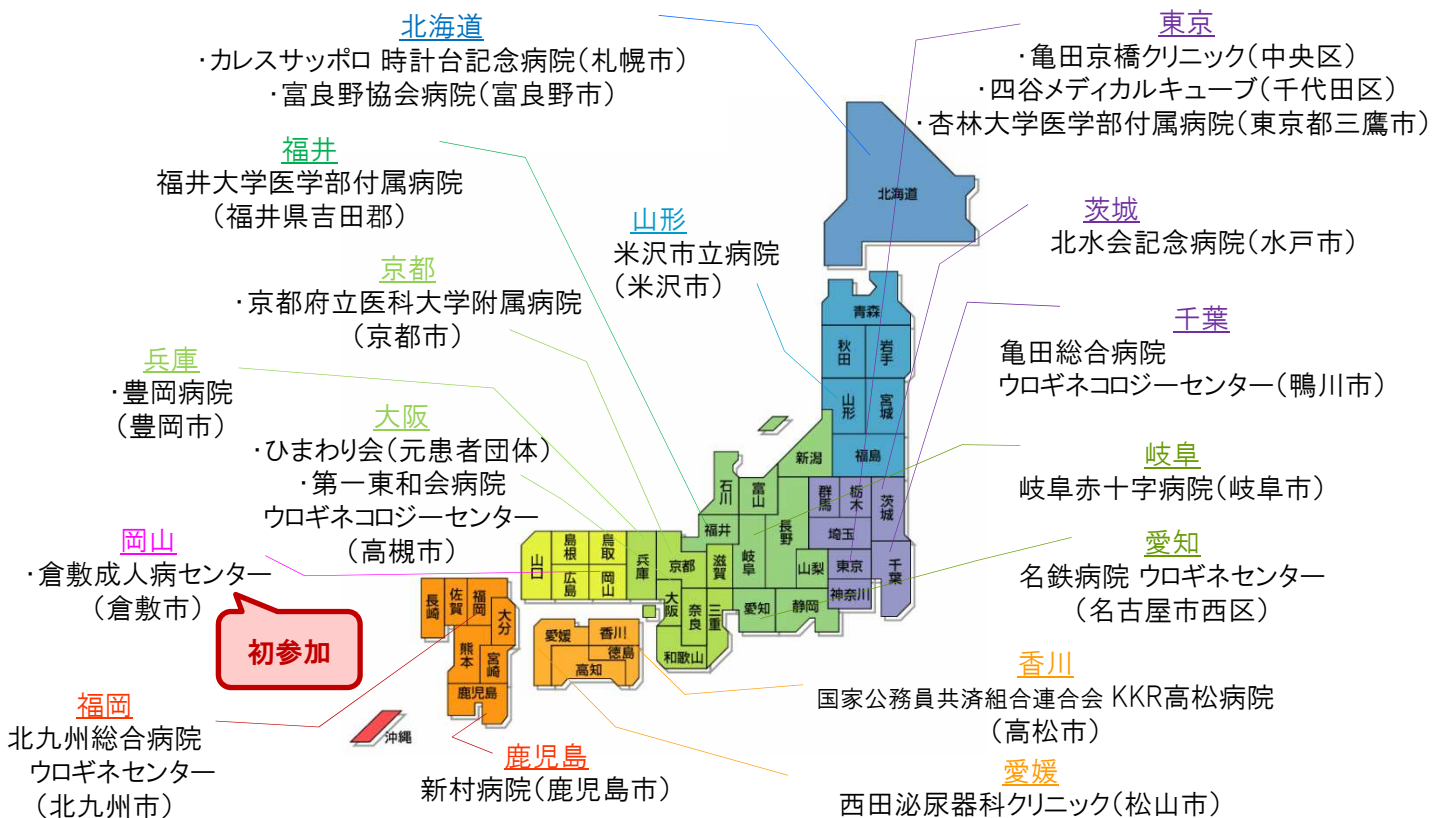 北海道
・カレスサッポロ 時計台記念病院(札幌市)
・富良野協会病院(富良野市)
東京
・亀田京橋クリニック(中央区)
・四谷メディカルキューブ(千代田区)
・杏林大学医学部付属病院(東京都三鷹市)
福井
福井大学医学部付属病院
(福井県吉田郡)
山形
米沢市立病院
(米沢市)
茨城
北水会記念病院(水戸市)
京都
・京都府立医科大学附属病院
(京都市)
千葉
亀田総合病院
ウロギネコロジーセンター(鴨川市)
兵庫
・豊岡病院
(豊岡市)
大阪
・ひまわり会(元患者団体)
・第一東和会病院
ウロギネコロジーセンター
(高槻市)
岐阜
岐阜赤十字病院(岐阜市)
岡山
・倉敷成人病センター
(倉敷市)
初参加
愛知
名鉄病院 ウロギネセンター
(名古屋市西区)
福岡
北九州総合病院
ウロギネセンター
(北九州市)
鹿児島
新村病院(鹿児島市)
香川
国家公務員共済組合連合会 KKR高松病院
(高松市)
愛媛
西田泌尿器科クリニック(松山市)
北海道
青森
秋田
岩手
山形
宮城
福島
新潟
石川
富山
福井
岐阜
長野
群馬
栃木
茨城
埼玉
山梨
東京
神奈川
千葉
愛知
静岡
滋賀
京都
兵庫
大阪
奈良
三重
和歌山
鳥取
島根
岡山
広島
山口
愛媛
香川
徳島
高知
長崎
佐賀
福岡
大分
熊本
宮崎
鹿児島
沖縄